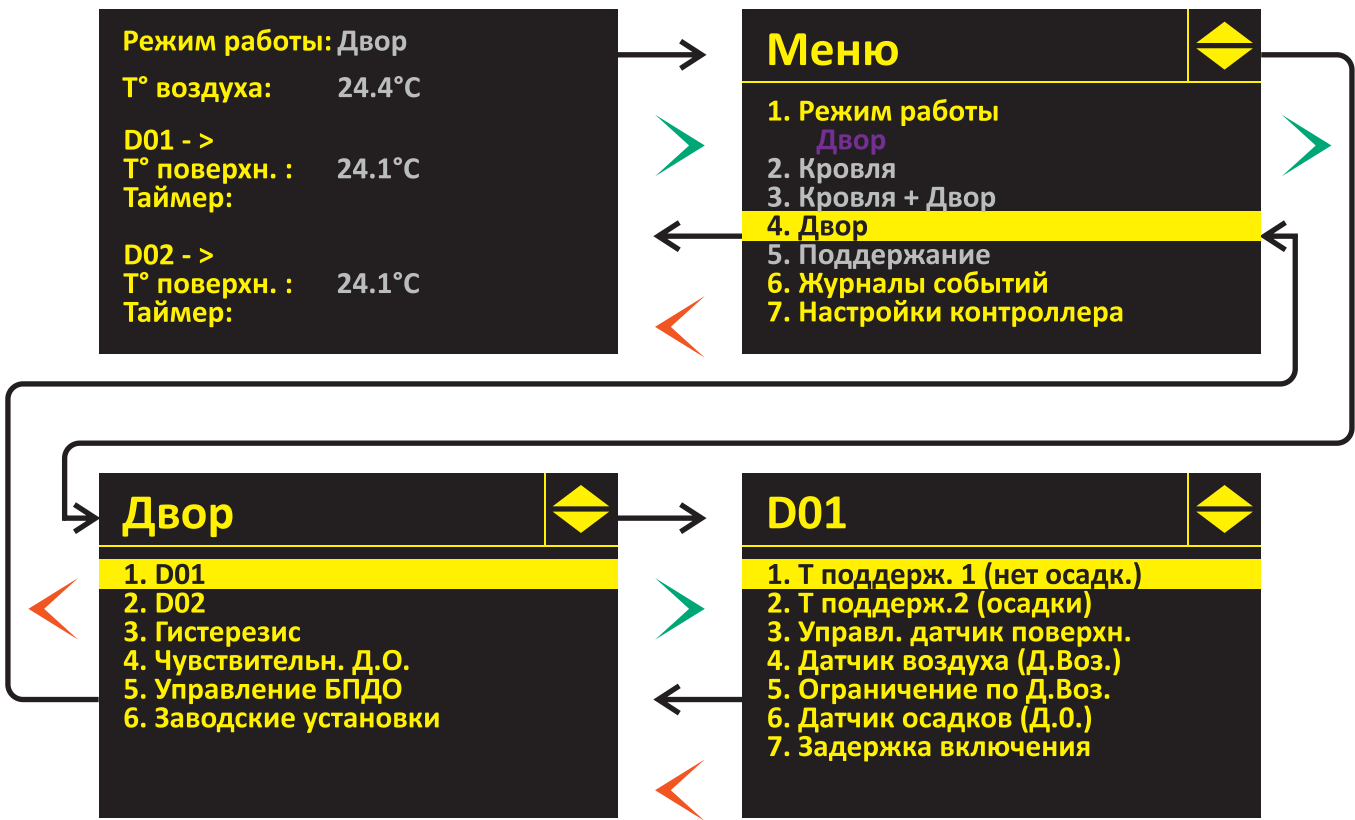 Режим работы: Двор
T° воздуха: 24.4°C
D01 - >
T° поверхн. : 24.1°C
Таймер:
D02 - >
T° поверхн. : 24.1°C
Таймер:
Меню
1. Режим работы
Двор
2. Кровля
3. Кровля + Двор
4. Двор
5. Поддержание
6. Журналы событий
7. Настройки контроллера
Двор
1. D01
2. D02
3. Гистерезис
4. Чувствительн. Д.О.
5. Управление БПДО
6. Заводские установки
D01
1. Т поддерж. 1 (нет осадк.)
2. Т поддерж.2 (осадки)
3. Управл. датчик поверхн.
4. Датчик воздуха (Д.Воз.)
5. Ограничение по Д.Воз.
6. Датчик осадков (Д.0.)
7. Задержка включения